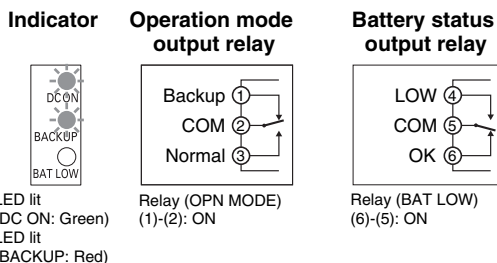 Indicator
Operation mode
output relay
Battery status
output relay
DC ON
BACKUP
BAT LOW
Backup 1
COM 2
Normal 3
LOW 4
COM 5
OK 6
LED lit
(DC ON: Green)
LED lit
(BACKUP: Red)
Relay (OPN MODE)
(1)-(2): ON
Relay (BAT LOW)
(6)-(5): ON